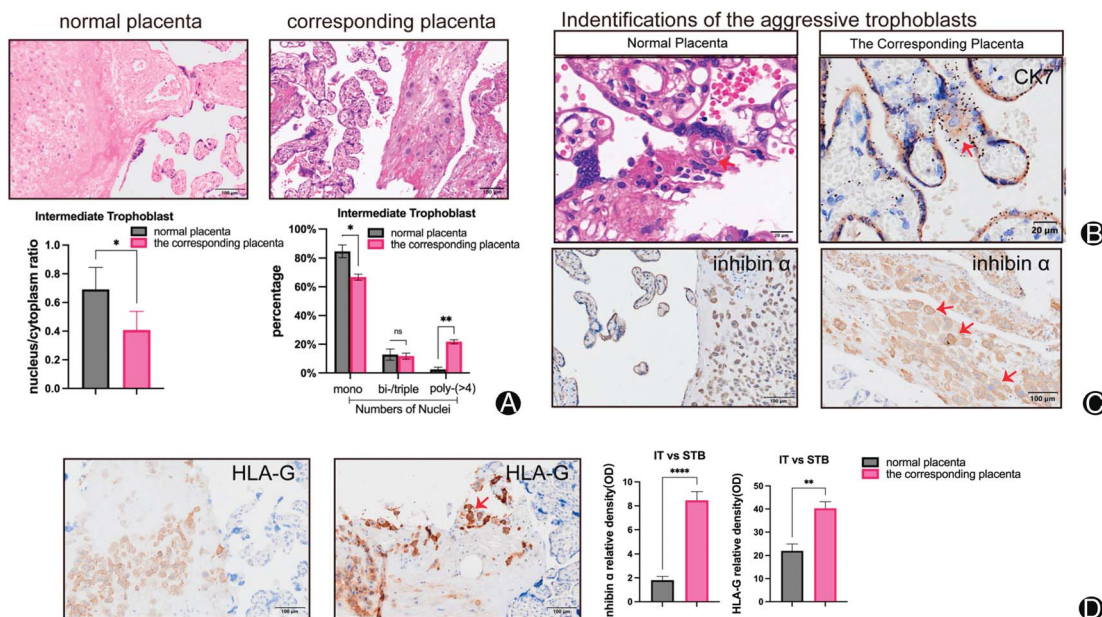 normal placenta
corresponding placenta
100 μm
100 μm
Intermediate Trophoblast
normal placenta
the corresponding placenta
nucleus/cytoplasm ratio
1.0
0.8
0.6
0.4
0.2
0.0
*
Intermediate Trophoblast
normal placenta
the corresponding placenta
percentage
100%
80%
60%
40%
20%
0%
*
ns
**
mono
bi-/triple
poly-(>4)
Numbers of Nuclei
A
Indentifications of the aggressive trophoblasts
Normal Placenta
The Corresponding Placenta
20 μm
CK7
20 μm
B
inhibin α
100 μm
inhibin α
100 μm
C
HLA-G
100 μm
HLA-G
100 μm
IT vs STB
nhibin α relative density(OD)
10
8
6
4
2
0
****
IT vs STB
HLA-G relative density(OD)
50
40
30
20
10
0
**
normal placenta
the corresponding placenta
D